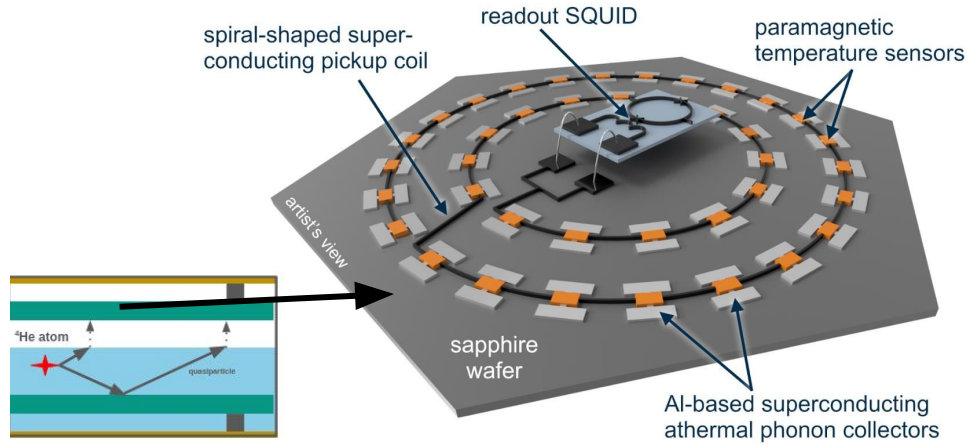 readout SQUID
spiral-shaped super-
conducting pickup coil
paramagnetic
temperature sensors
artist's view
⁴He atom
quasiparticle
sapphire
wafer
Al-based superconducting
athermal phonon collectors